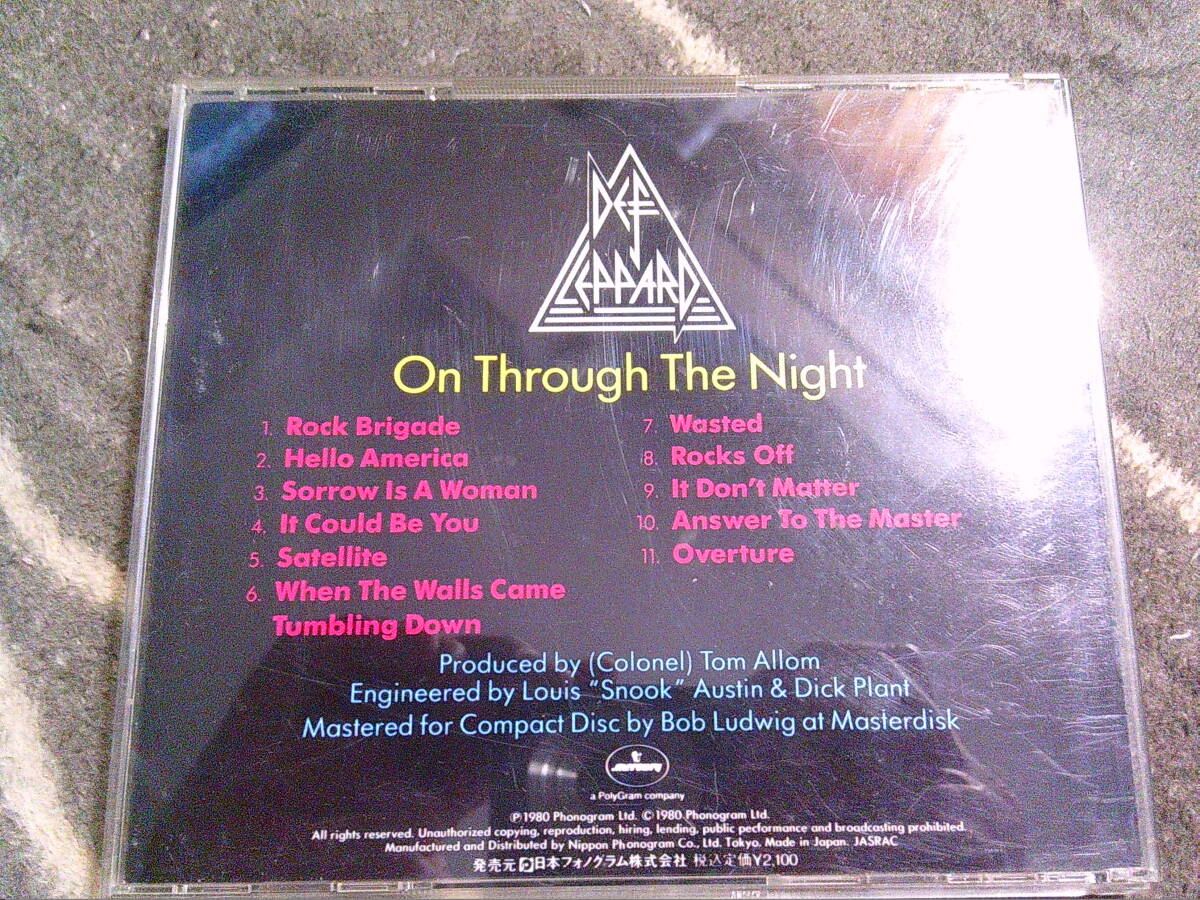 DEF
LEPPARD
On Through The Night
1. Rock Brigade
2. Hello America
3. Sorrow Is A Woman
4. It Could Be You
5. Satellite
6. When The Walls Came
Tumbling Down
7. Wasted
8. Rocks Off
9. It Don't Matter
10. Answer To The Master
11. Overture
Produced by (Colonel) Tom Allom
Engineered by Louis "Snook" Austin & Dick Plant
Mastered for Compact Disc by Bob Ludwig at Masterdisk
mercury
a PolyGram company
℗1980 Phonogram Ltd. ©1980 Phonogram Ltd.
All rights reserved. Unauthorized copying, reproduction, hiring, lending, public performance and broadcasting prohibited.
Manufactured and Distributed by Nippon Phonogram Co., Ltd. Tokyo. Made in Japan. JASRAC
発売元 日本フォノグラム株式会社 税込定価¥2,100